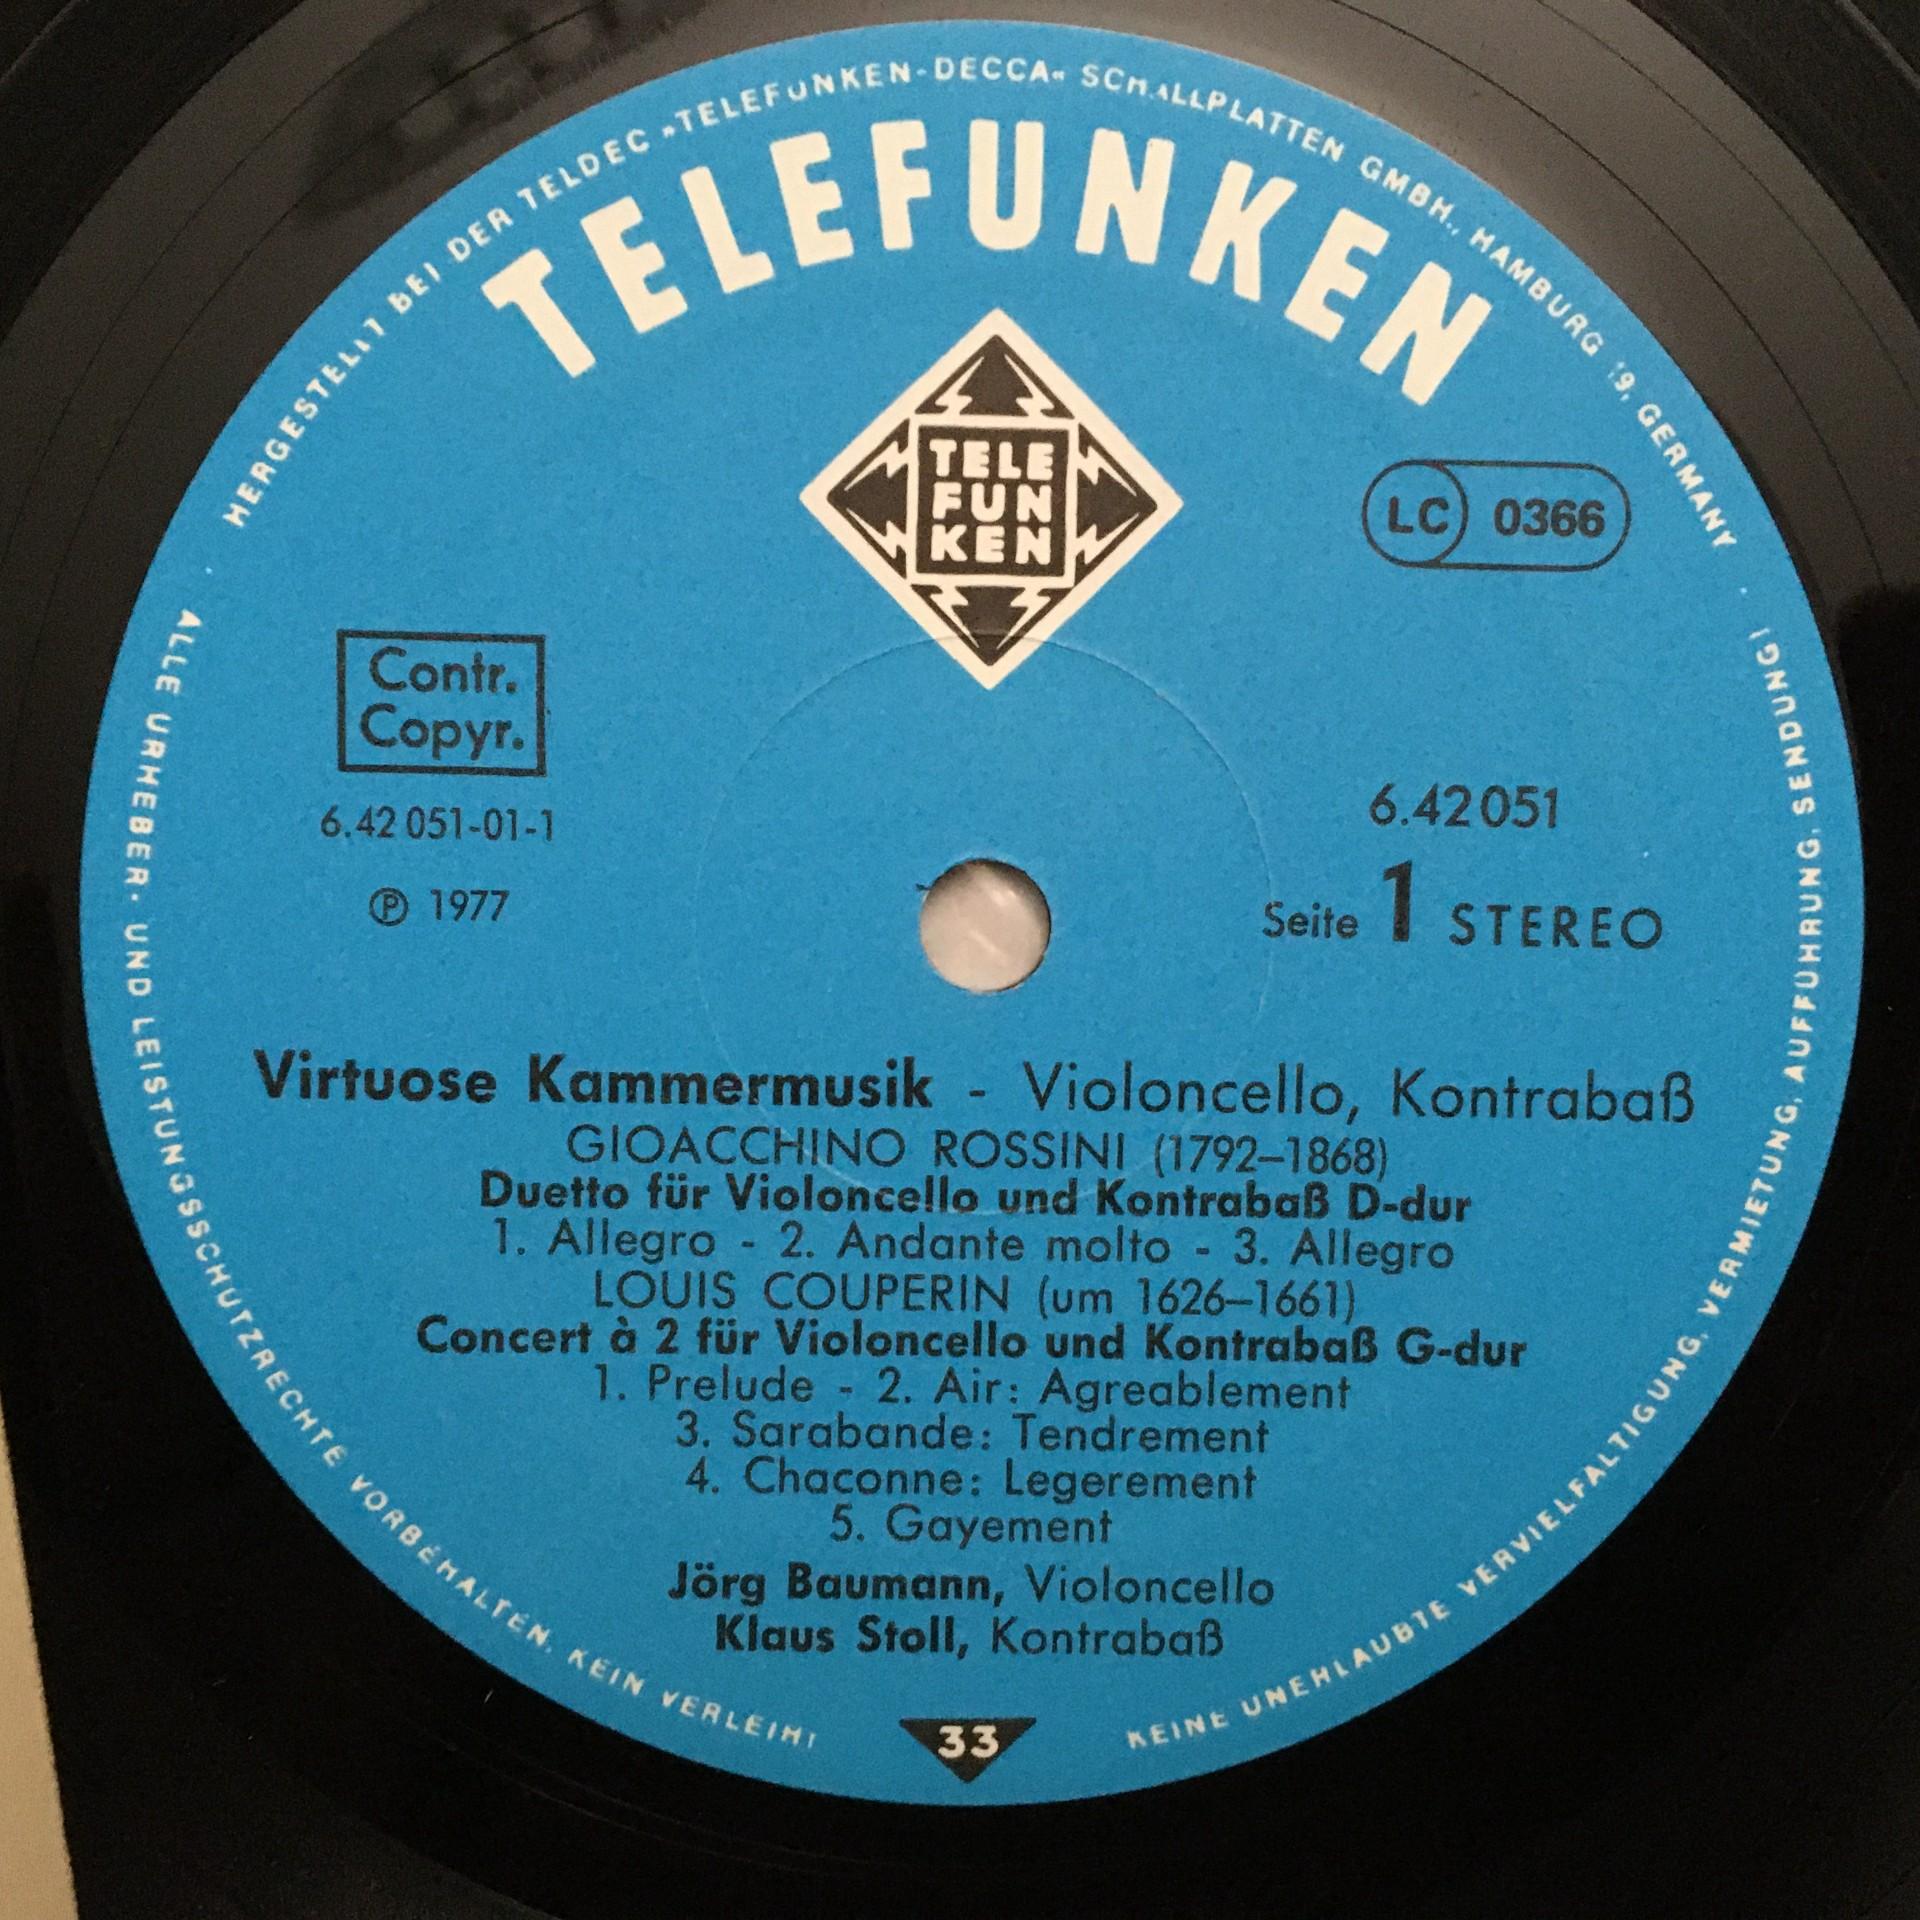 HERGESTELLT BEI DER TELDEC »TELEFUNKEN-DECCA« SCHALLPLATTEN GMBH., HAMBURG 19, GERMANY
TELEFUNKEN
TELE
FUN
KEN
LC 0366
Contr.
Copyr.
6.42051-01-1
℗ 1977
6.42051
Seite 1 STEREO
Virtuose Kammermusik - Violoncello, Kontrabaß
GIOACCHINO ROSSINI (1792–1868)
Duetto für Violoncello und Kontrabaß D-dur
1. Allegro - 2. Andante molto - 3. Allegro
LOUIS COUPERIN (um 1626–1661)
Concert à 2 für Violoncello und Kontrabaß G-dur
1. Prelude - 2. Air: Agreablement
3. Sarabande: Tendrement
4. Chaconne: Legerement
5. Gayement
Jörg Baumann, Violoncello
Klaus Stoll, Kontrabaß
33
ALLE URHEBER- UND LEISTUNGSSCHUTZRECHTE VORBEHALTEN. KEIN VERLEIH!
KEINE UNERLAUBTE VERVIELFÄLTIGUNG, VERMIETUNG, AUFFÜHRUNG, SENDUNG!